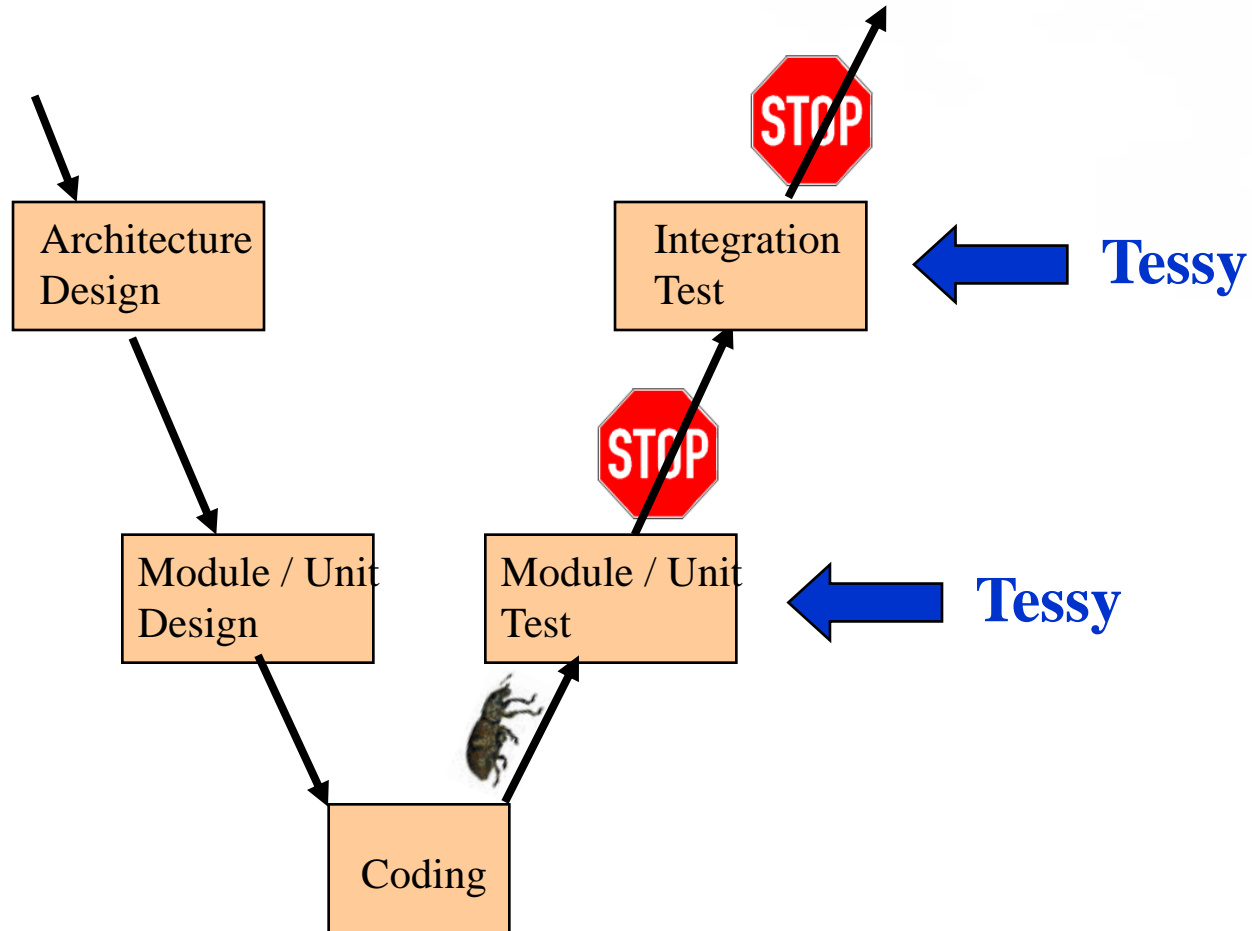 STOP
Architecture
Design
Integration
Test
Tessy
STOP
Module / Unit
Design
Module / Unit
Test
Tessy
Coding